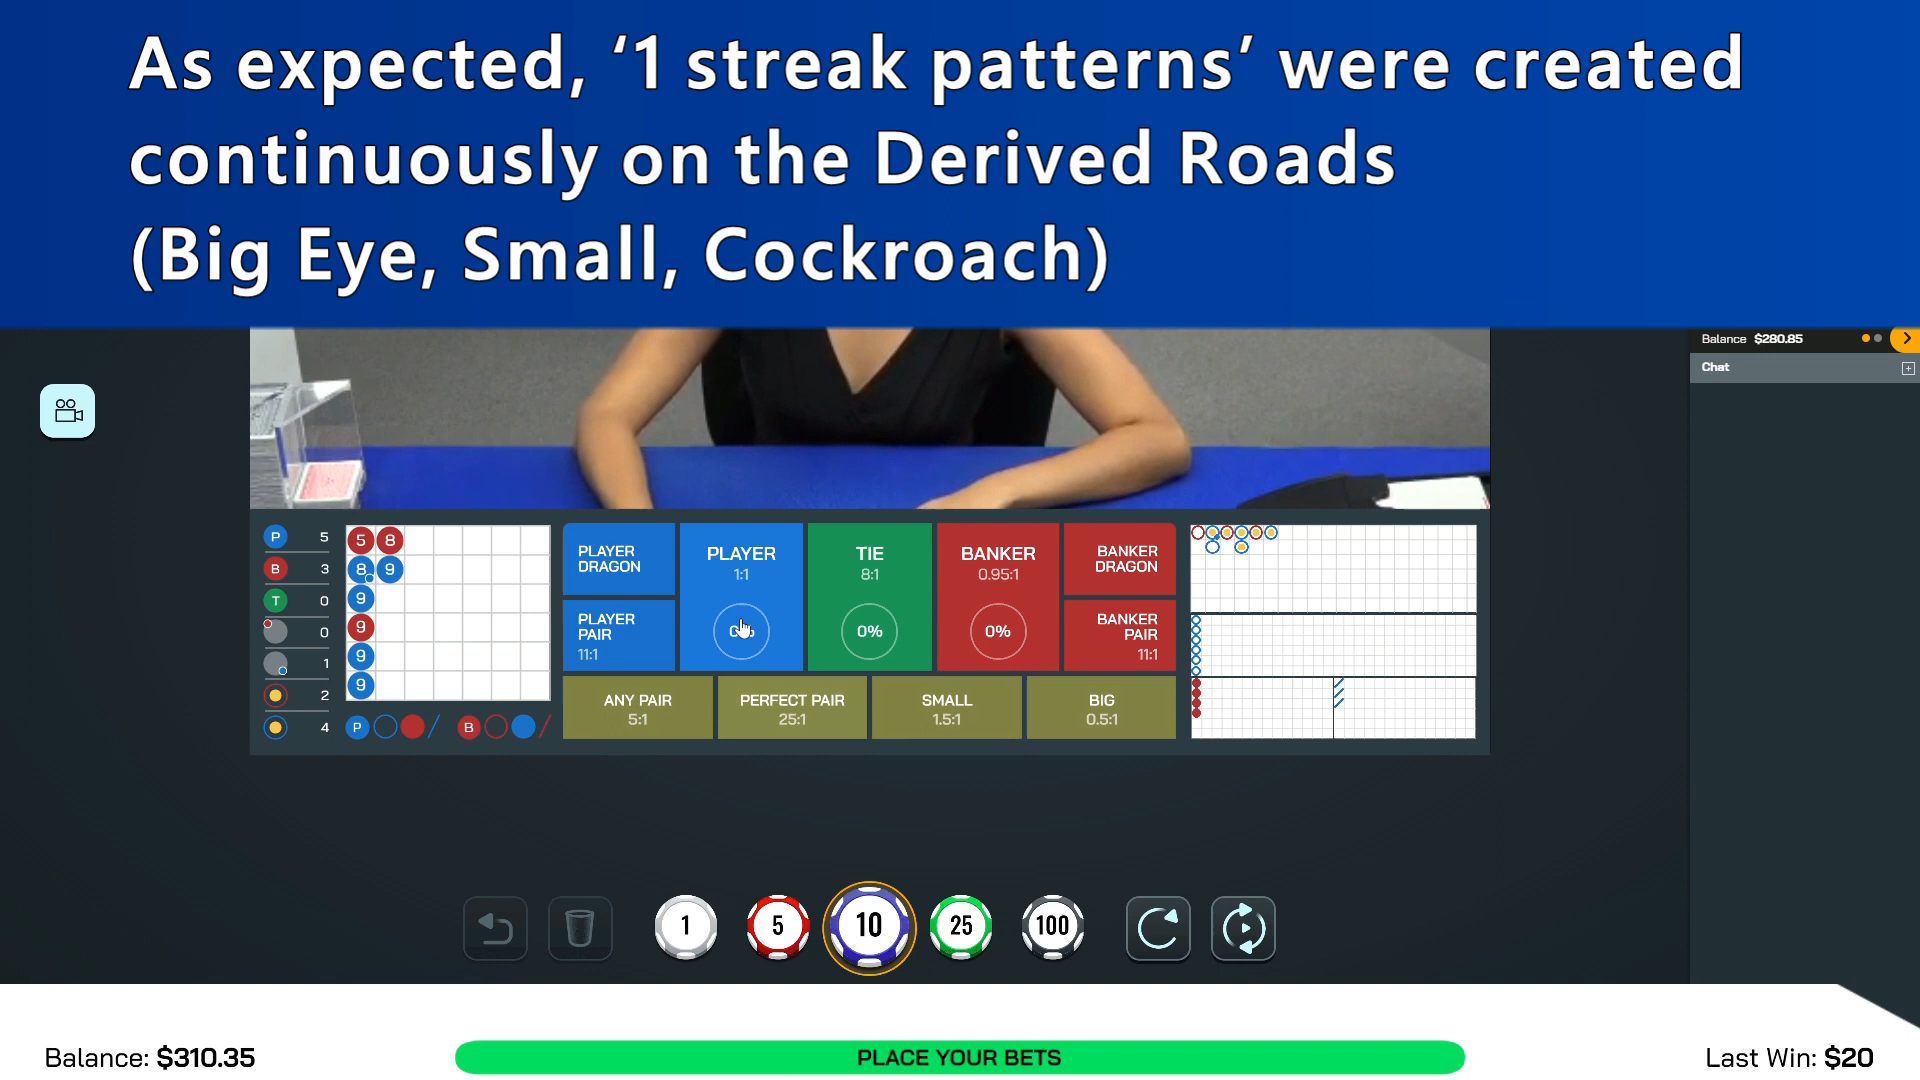 As expected, ‘1 streak patterns’ were created
continuously on the Derived Roads
(Big Eye, Small, Cockroach)
Balance $280.85
Chat
P 5
B 3
T 0
0
1
2
4
5 8
8 9
9
9
9
9
P B
PLAYER
DRAGON
PLAYER
PAIR
11:1
PLAYER
1:1
TIE
8:1
0%
BANKER
0.95:1
0%
BANKER
DRAGON
BANKER
PAIR
11:1
ANY PAIR
5:1
PERFECT PAIR
25:1
SMALL
1.5:1
BIG
0.5:1
1 5 10 25 100
Balance: $310.35
PLACE YOUR BETS
Last Win: $20